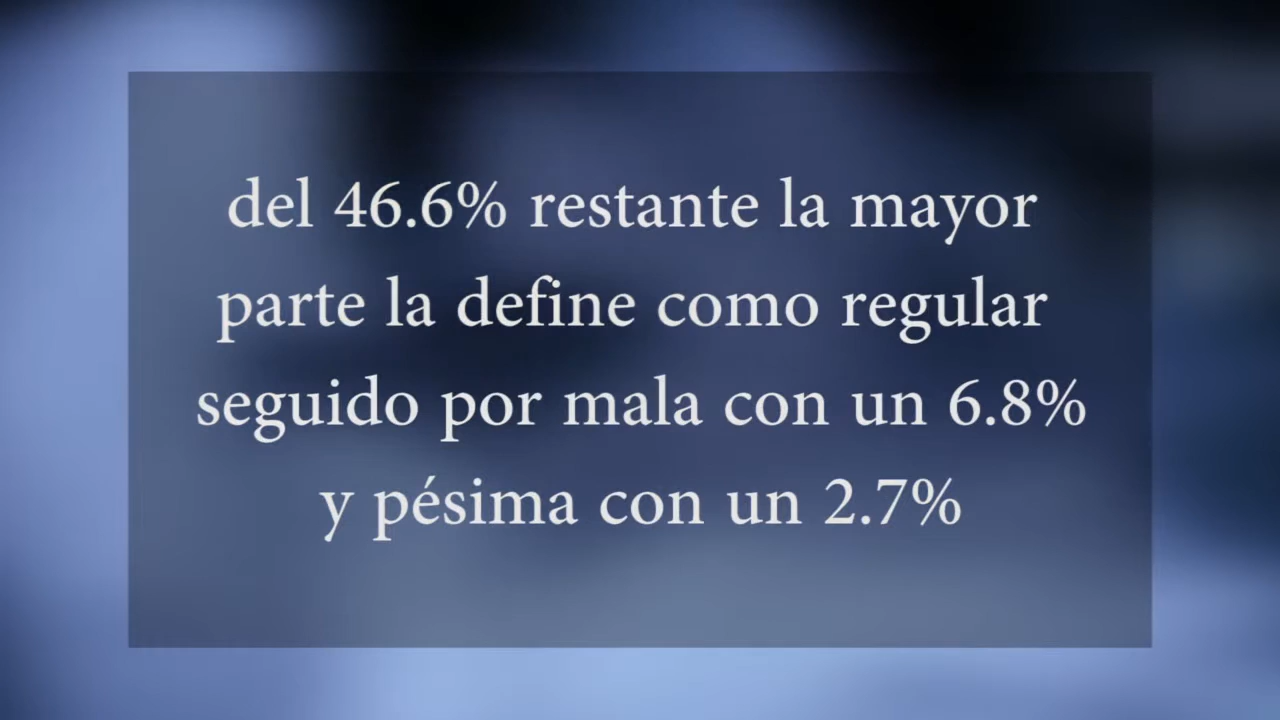 del 46.6% restante la mayor
parte la define como regular
seguido por mala con un 6.8%
y pésima con un 2.7%